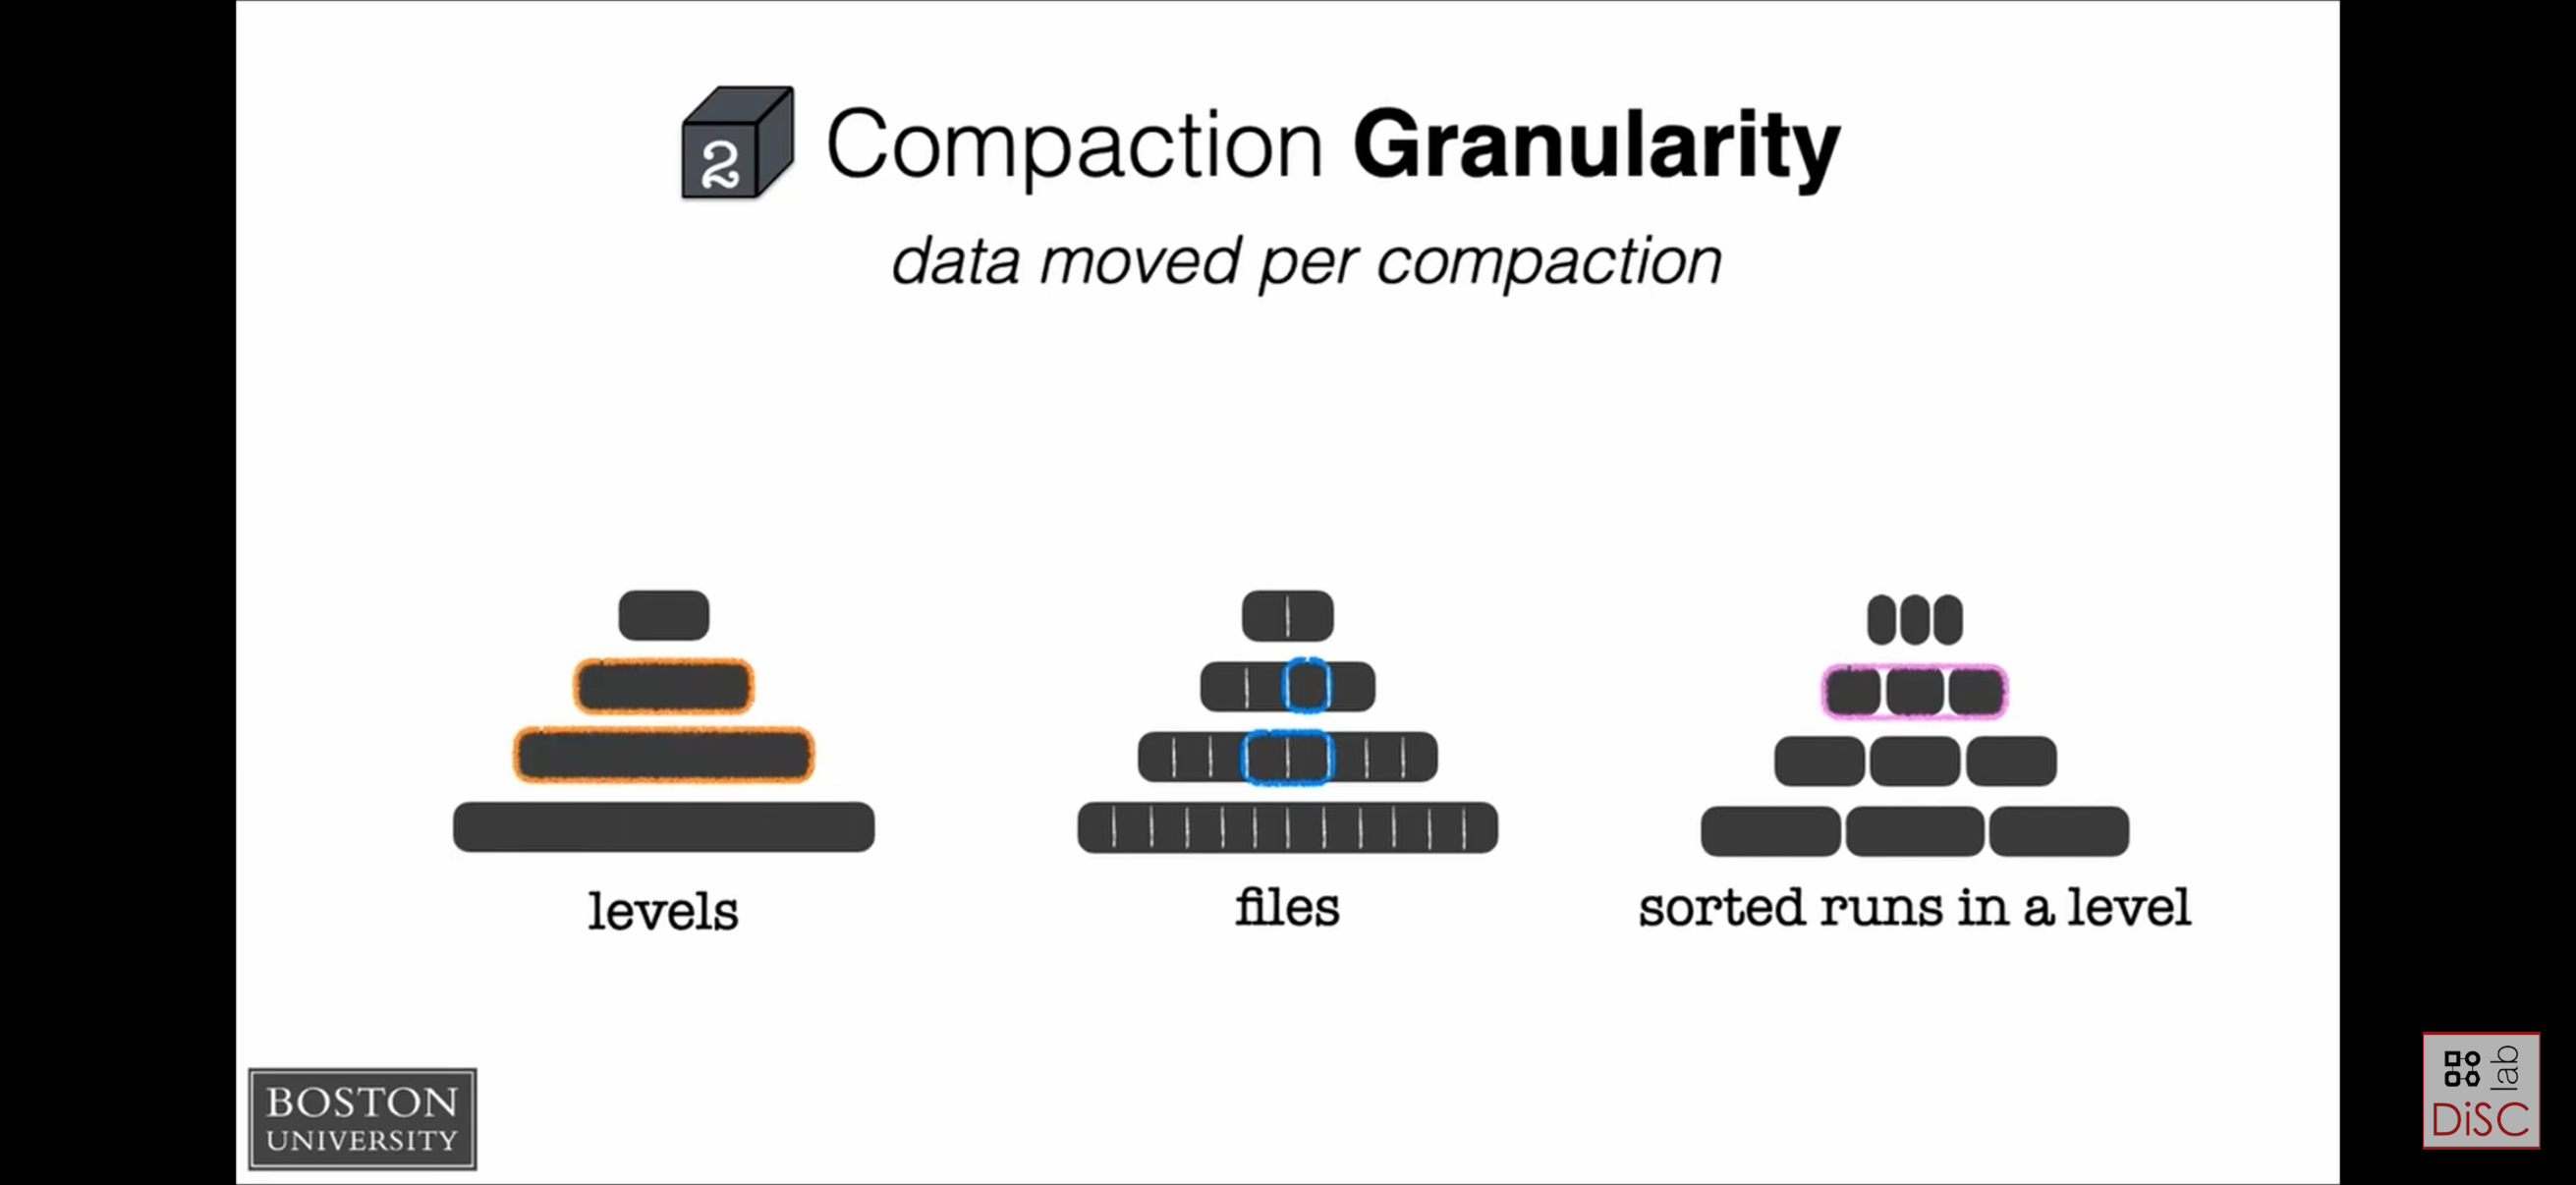 2 Compaction Granularity
data moved per compaction
levels
files
sorted runs in a level
BOSTON
UNIVERSITY
lab
DiSC